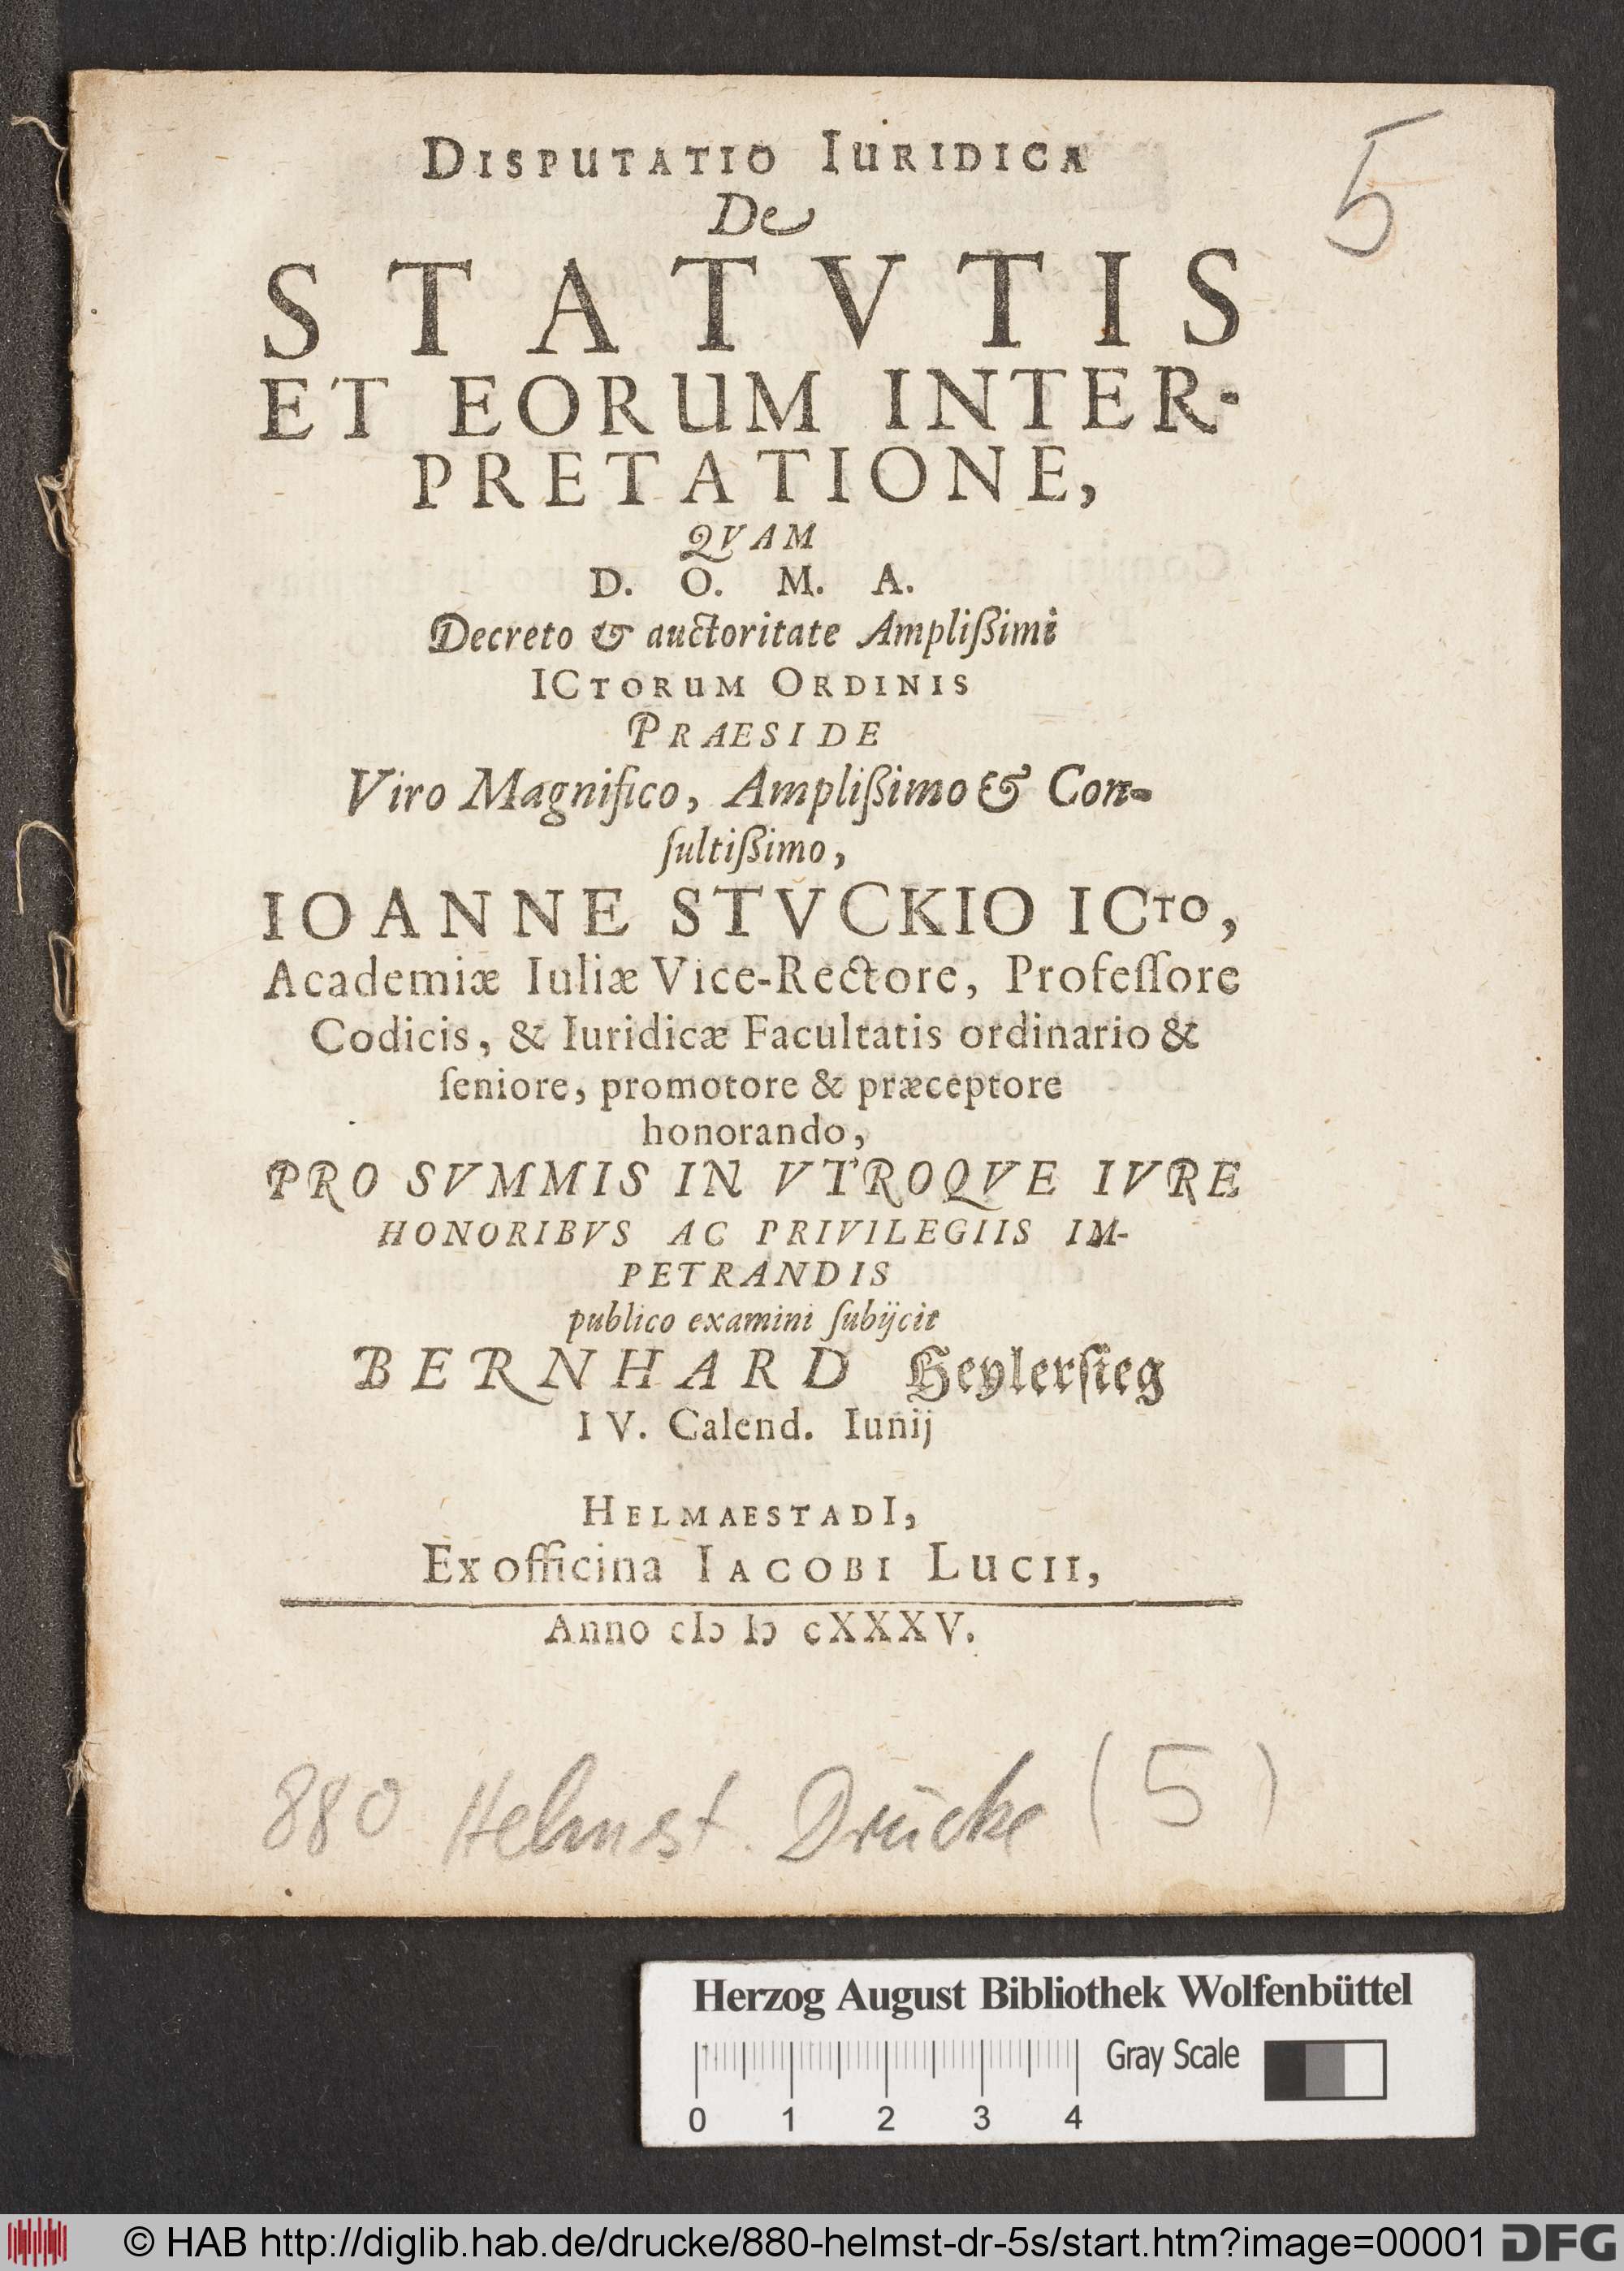 5
Disputatio Iuridica
De
STATVTIS
ET EORUM INTER-
PRETATIONE,
QVAM
D. O. M. A.
Decreto & auctoritate Amplißimi
ICtorum Ordinis
PRAESIDE
Viro Magnifico, Amplißimo & Con-
ſultißimo,
IOANNE STVCKIO ICTO,
Academiæ Iuliæ Vice-Rectore, Profeſſore
Codicis, & Iuridicæ Facultatis ordinario &
ſeniore, promotore & præceptore
honorando,
PRO SVMMIS IN VTROQVE IVRE
HONORIBVS AC PRIVILEGIIS IM-
PETRANDIS
publico examini ſubijcit
BERNHARD Heylerſieg
IV. Calend. Iunij
HelmaestadI,
Ex officina Iacobi Lucii,
Anno cIↄ Iↄ cXXXV.
880 Helmst. Drucke (5)
Herzog August Bibliothek Wolfenbüttel
Gray Scale
0 1 2 3 4
© HAB http://diglib.hab.de/drucke/880-helmst-dr-5s/start.htm?image=00001 DFG